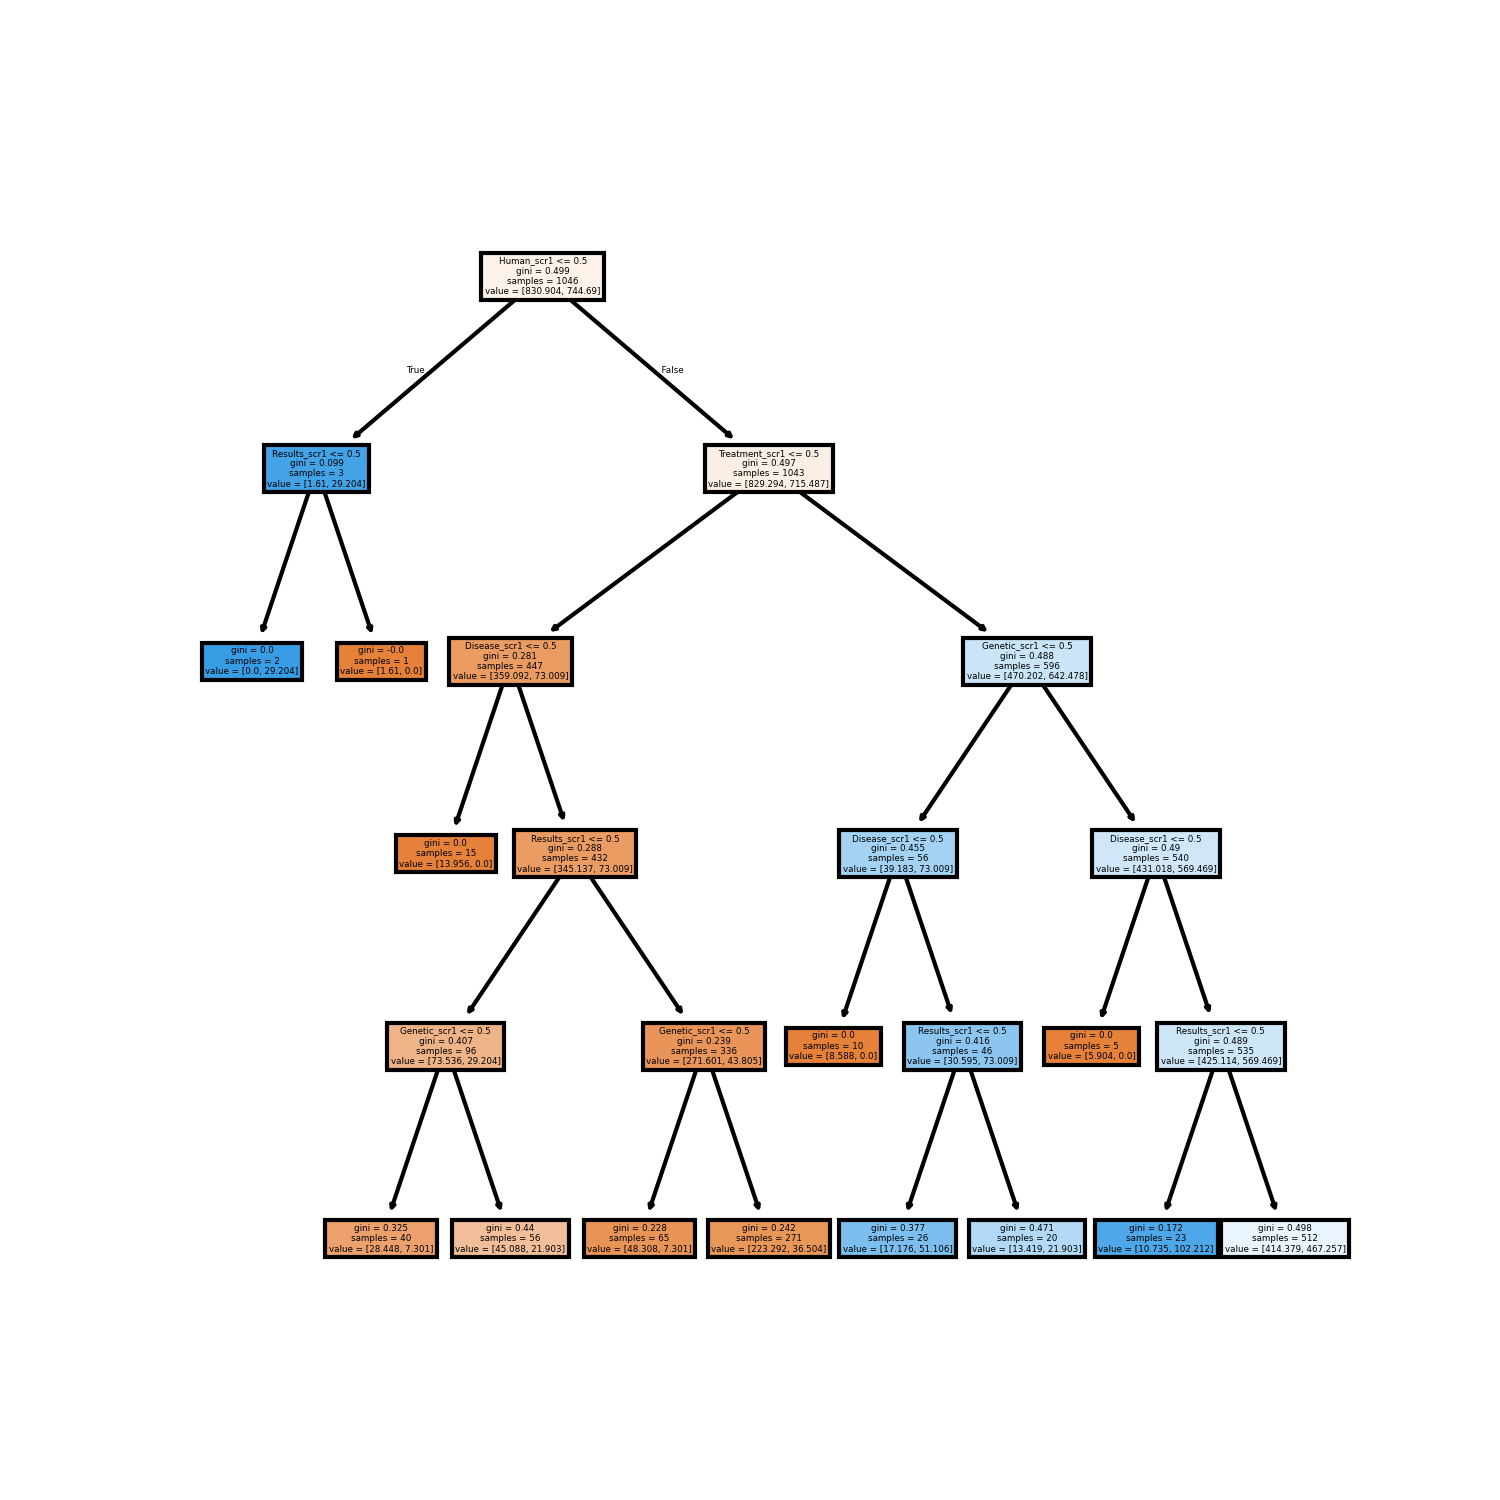 Human_scr1 <= 0.5
gini = 0.499
samples = 1046
value = [830.904, 744.69]
True
False
Results_scr1 <= 0.5
gini = 0.099
samples = 3
value = [1.61, 29.204]
Treatment_scr1 <= 0.5
gini = 0.497
samples = 1043
value = [829.294, 715.487]
gini = 0.0
samples = 2
value = [0.0, 29.204]
gini = -0.0
samples = 1
value = [1.61, 0.0]
Disease_scr1 <= 0.5
gini = 0.281
samples = 447
value = [359.092, 73.009]
Genetic_scr1 <= 0.5
gini = 0.488
samples = 596
value = [470.202, 642.478]
gini = 0.0
samples = 15
value = [13.956, 0.0]
Results_scr1 <= 0.5
gini = 0.288
samples = 432
value = [345.137, 73.009]
Disease_scr1 <= 0.5
gini = 0.455
samples = 56
value = [39.183, 73.009]
Disease_scr1 <= 0.5
gini = 0.49
samples = 540
value = [431.018, 569.469]
Genetic_scr1 <= 0.5
gini = 0.407
samples = 96
value = [73.536, 29.204]
Genetic_scr1 <= 0.5
gini = 0.239
samples = 336
value = [271.601, 43.805]
gini = 0.0
samples = 10
value = [8.588, 0.0]
Results_scr1 <= 0.5
gini = 0.416
samples = 46
value = [30.595, 73.009]
gini = 0.0
samples = 5
value = [5.904, 0.0]
Results_scr1 <= 0.5
gini = 0.489
samples = 535
value = [425.114, 569.469]
gini = 0.325
samples = 40
value = [28.448, 7.301]
gini = 0.44
samples = 56
value = [45.088, 21.903]
gini = 0.228
samples = 65
value = [48.308, 7.301]
gini = 0.242
samples = 271
value = [223.292, 36.504]
gini = 0.377
samples = 26
value = [17.176, 51.106]
gini = 0.471
samples = 20
value = [13.419, 21.903]
gini = 0.172
samples = 23
value = [10.735, 102.212]
gini = 0.498
samples = 512
value = [414.379, 467.257]